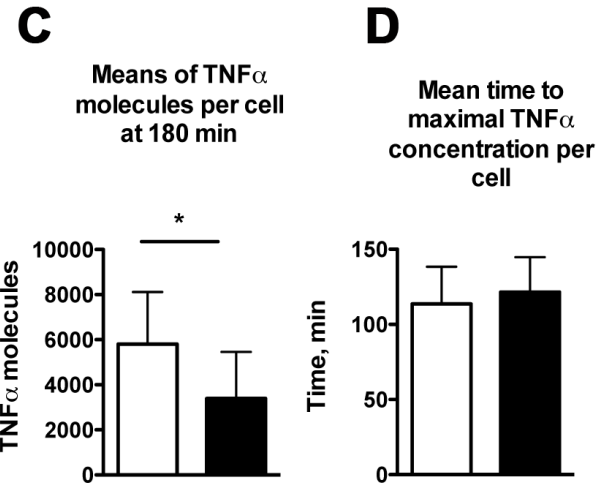 C
Means of TNFα
molecules per cell
at 180 min
*
TNFα molecules
10000
8000
6000
4000
2000
0
D
Mean time to
maximal TNFα
concentration per
cell
Time, min
150
100
50
0